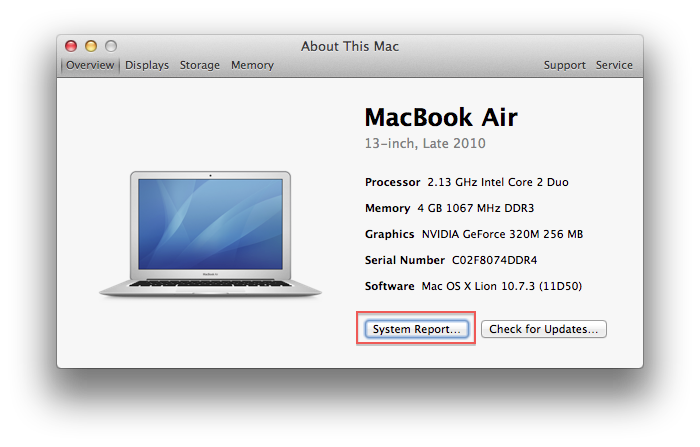 About This Mac
Overview Displays Storage Memory Support Service
MacBook Air
13-inch, Late 2010
Processor 2.13 GHz Intel Core 2 Duo
Memory 4 GB 1067 MHz DDR3
Graphics NVIDIA GeForce 320M 256 MB
Serial Number C02F8074DDR4
Software Mac OS X Lion 10.7.3 (11D50)
MacBook Air
System Report... Check for Updates...